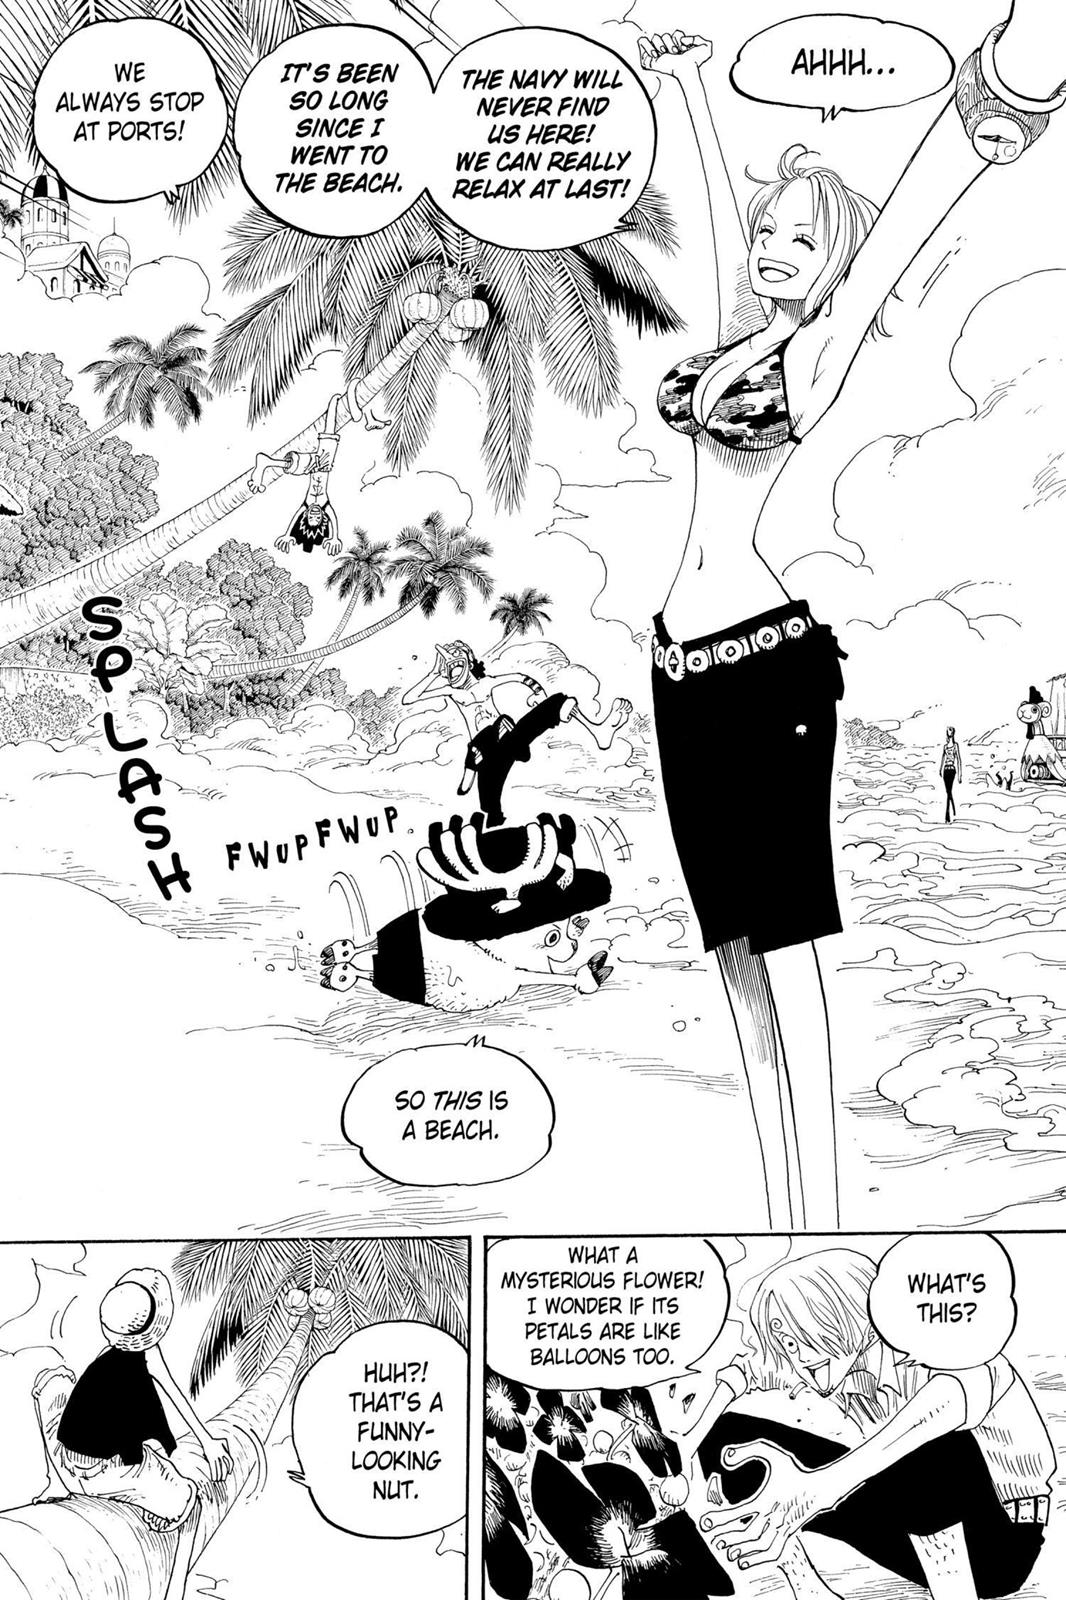 AHHH...
THE NAVY WILL
NEVER FIND
US HERE!
WE CAN REALLY
RELAX AT LAST!
IT'S BEEN
SO LONG
SINCE I
WENT TO
THE BEACH.
WE
ALWAYS STOP
AT PORTS!
SPLASH
FWUP FWUP
SO THIS IS
A BEACH.
HUH?!
THAT'S A
FUNNY-
LOOKING
NUT.
WHAT A
MYSTERIOUS FLOWER!
I WONDER IF ITS
PETALS ARE LIKE
BALLOONS TOO.
WHAT'S
THIS?